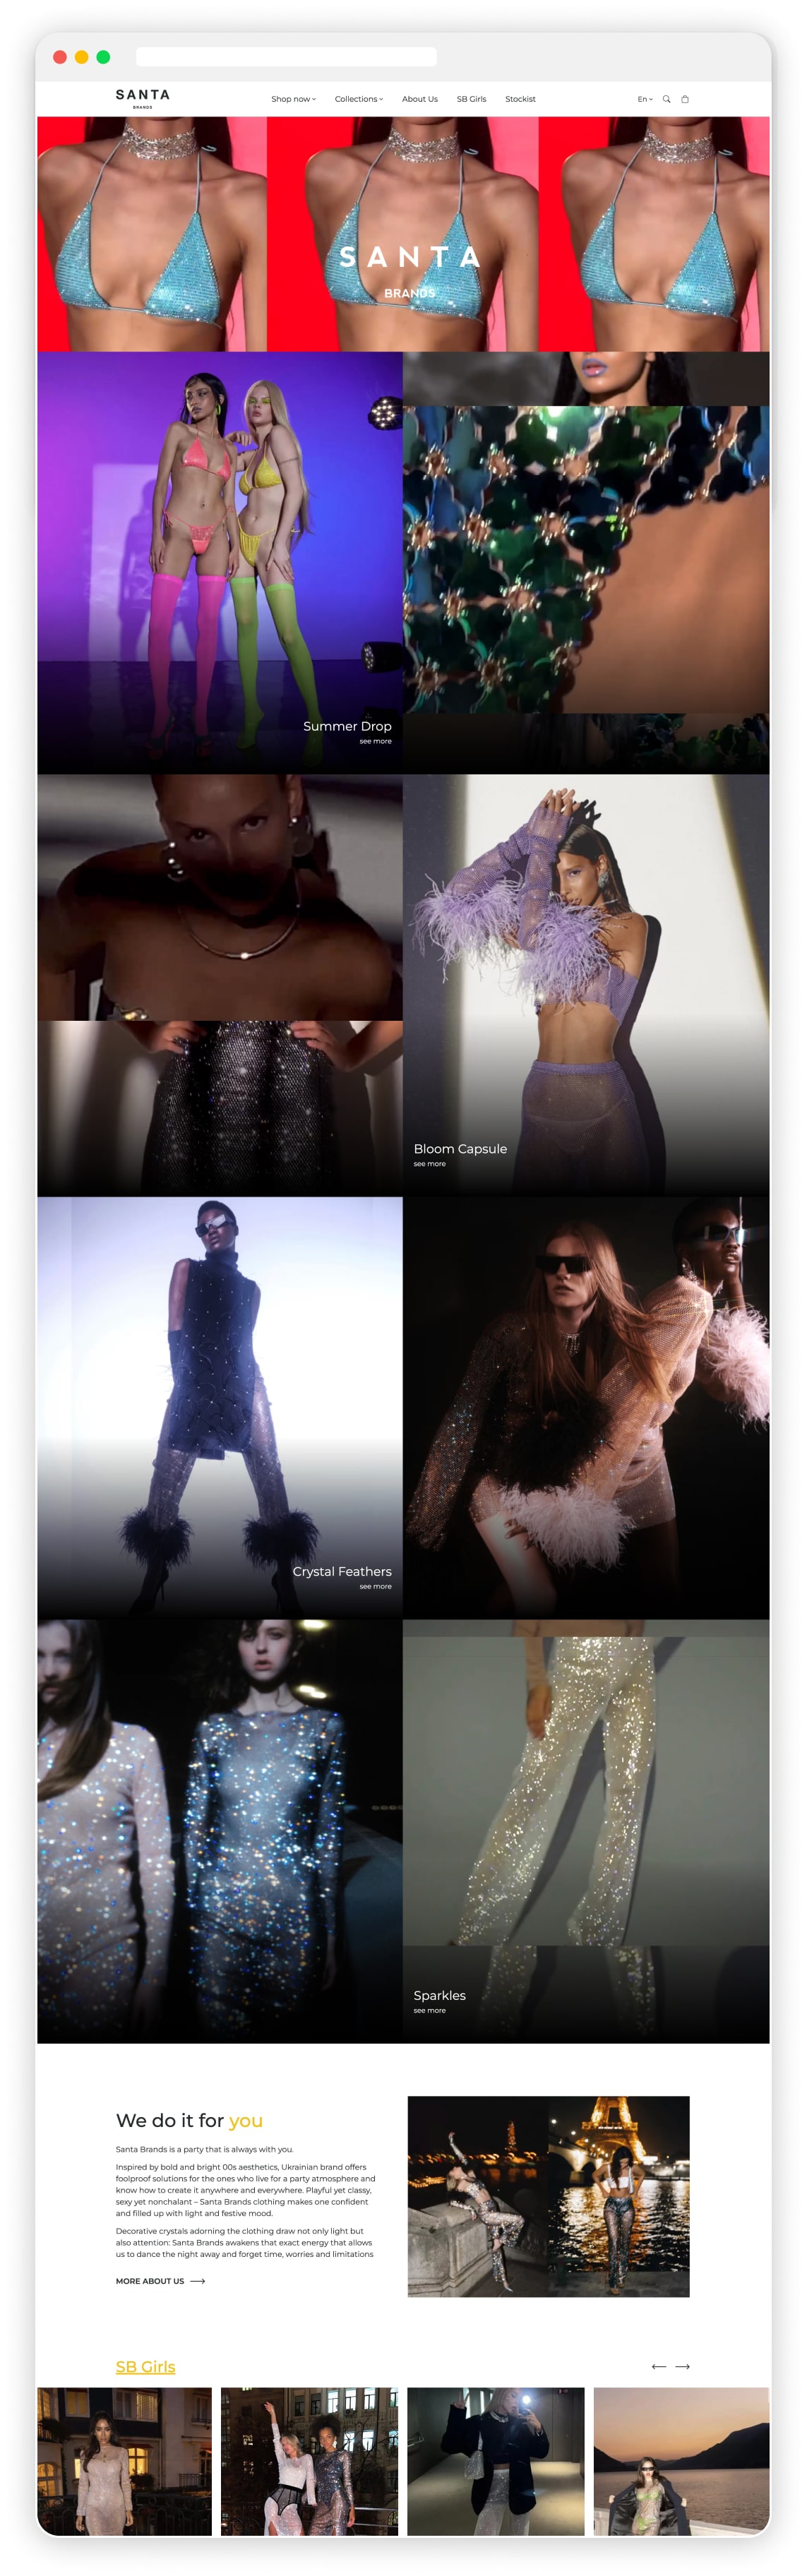 SANTA
BRANDS
Shop now
Collections
About Us
SB Girls
Stockist
En
SANTA
BRANDS
Summer Drop
see more
Bloom Capsule
see more
Crystal Feathers
see more
Sparkles
see more
We do it for you
Santa Brands is a party that is always with you.
Inspired by bold and bright 00s aesthetics, Ukrainian brand offers
foolproof solutions for the ones who live for a party atmosphere and
know how to create it anywhere and everywhere. Playful yet classy,
sexy yet nonchalant – Santa Brands clothing makes one confident
and filled up with light and festive mood.
Decorative crystals adorning the clothing draw not only light but
also attention: Santa Brands awakens that exact energy that allows
us to dance the night away and forget time, worries and limitations
MORE ABOUT US
SB Girls